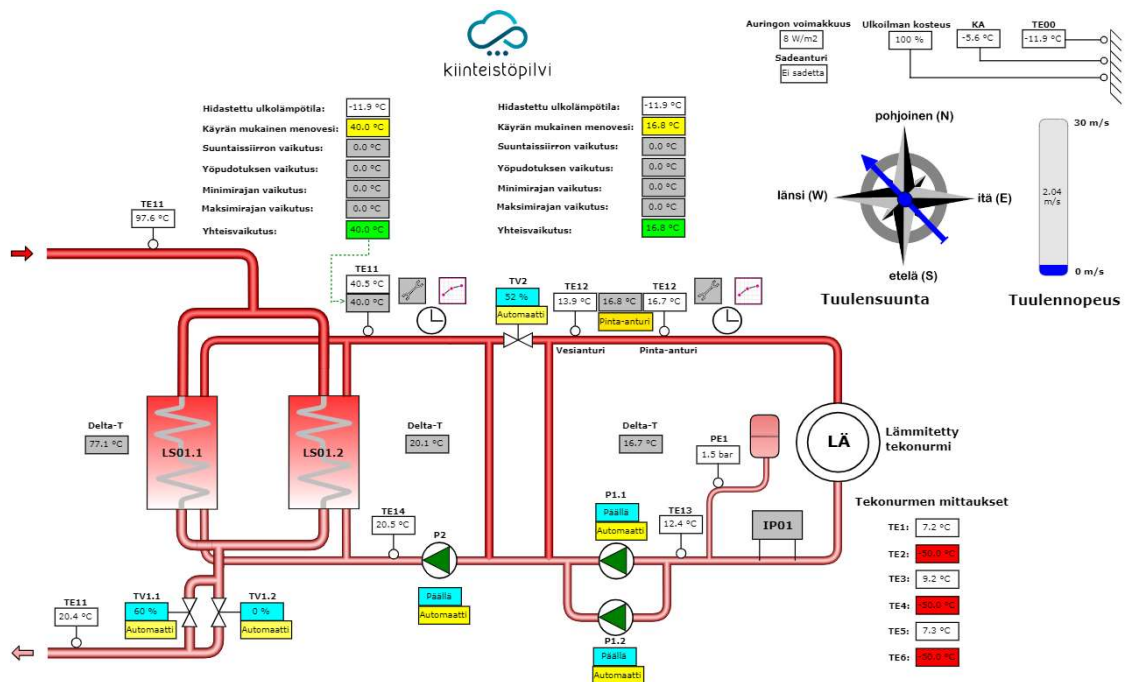 kiinteistöpilvi
Auringon voimakkuus
8 W/m2
Ulkoilman kosteus
100 %
KA
-5.6 °C
TE00
-11.9 °C
Sadeanturi
Ei sadetta
Hidastettu ulkolämpötila: -11.9 °C
Käyrän mukainen menovesi: 40.0 °C
Suuntaissiirron vaikutus: 0.0 °C
Yöpudotuksen vaikutus: 0.0 °C
Minimirajan vaikutus: 0.0 °C
Maksimirajan vaikutus: 0.0 °C
Yhteisvaikutus: 40.0 °C
Hidastettu ulkolämpötila: -11.9 °C
Käyrän mukainen menovesi: 16.8 °C
Suuntaissiirron vaikutus: 0.0 °C
Yöpudotuksen vaikutus: 0.0 °C
Minimirajan vaikutus: 0.0 °C
Maksimirajan vaikutus: 0.0 °C
Yhteisvaikutus: 16.8 °C
pohjoinen (N)
länsi (W)
itä (E)
etelä (S)
Tuulensuunta
30 m/s
2.04
m/s
0 m/s
Tuulennopeus
TE11
97.6 °C
TE11
40.5 °C
40.0 °C
TV2
52 %
Automaatti
TE12
13.9 °C
Vesianturi
16.8 °C
Pinta-anturi
TE12
16.7 °C
Pinta-anturi
Delta-T
77.1 °C
LS01.1
LS01.2
Delta-T
20.1 °C
Delta-T
16.7 °C
PE1
1.5 bar
LÄ
Lämmitetty
tekonurmi
TE14
20.5 °C
P2
Päällä
Automaatti
P1.1
Päällä
Automaatti
TE13
12.4 °C
IP01
P1.2
Päällä
Automaatti
TE11
20.4 °C
TV1.1
60 %
Automaatti
TV1.2
0 %
Automaatti
Tekonurmen mittaukset
TE1: 7.2 °C
TE2: -50.0 °C
TE3: 9.2 °C
TE4: -50.0 °C
TE5: 7.3 °C
TE6: -50.0 °C